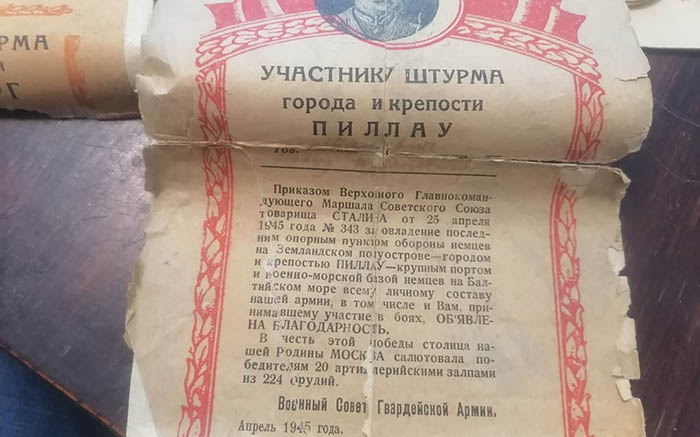 УРМА
УЧАСТНИКУ ШТУРМА
города и крепости
ПИЛЛАУ
Тов.
Приказом Верховного Главнокоман-
дующего Маршала Советского Союза
товарища СТАЛИНА от 25 апреля
1945 года № 343 за овладение послед-
ним опорным пунктом обороны немцев
на Земландском полуострове—городом
и крепостью ПИЛЛАУ—крупным портом
и военно-морской базой немцев на Бал-
тийском море всему личному составу
нашей армии, в том числе и Вам, при-
нимавшему участие в боях, ОБ'ЯВЛЕ-
НА БЛАГОДАРНОСТЬ.
В честь этой победы столица на-
шей Родины МОСКВА салютовала по-
бедителям 20 артиллерийскими залпами
из 224 орудий.
Военный Совет Гвардейской Армии.
Апрель 1945 года.